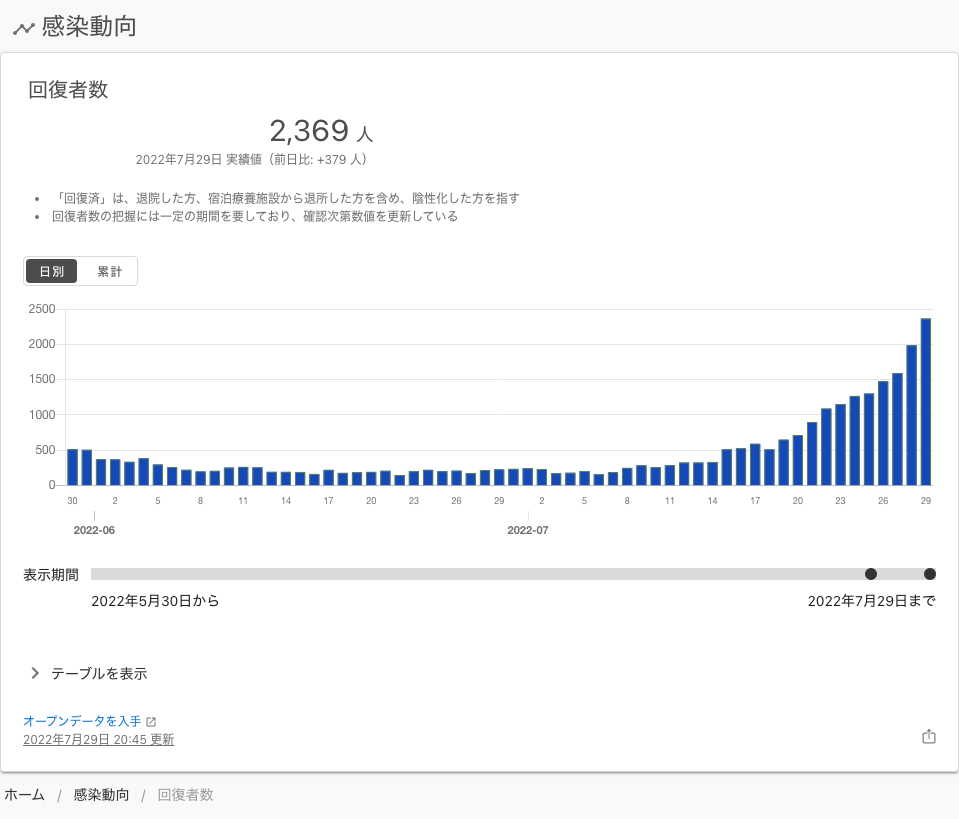 感染動向
回復者数
2,369 人
2022年7月29日 実績値（前日比: +379 人）
• 「回復済」は、退院した方、宿泊療養施設から退所した方を含め、陰性化した方を指す
• 回復者数の把握には一定の期間を要しており、確認次第数値を更新している
日別 累計
2500
2000
1500
1000
500
0
30 2 5 8 11 14 17 20 23 26 29 2 5 8 11 14 17 20 23 26 29
2022-06 2022-07
表示期間
2022年5月30日から 2022年7月29日まで
テーブルを表示
オープンデータを入手
2022年7月29日 20:45 更新
ホーム / 感染動向 / 回復者数